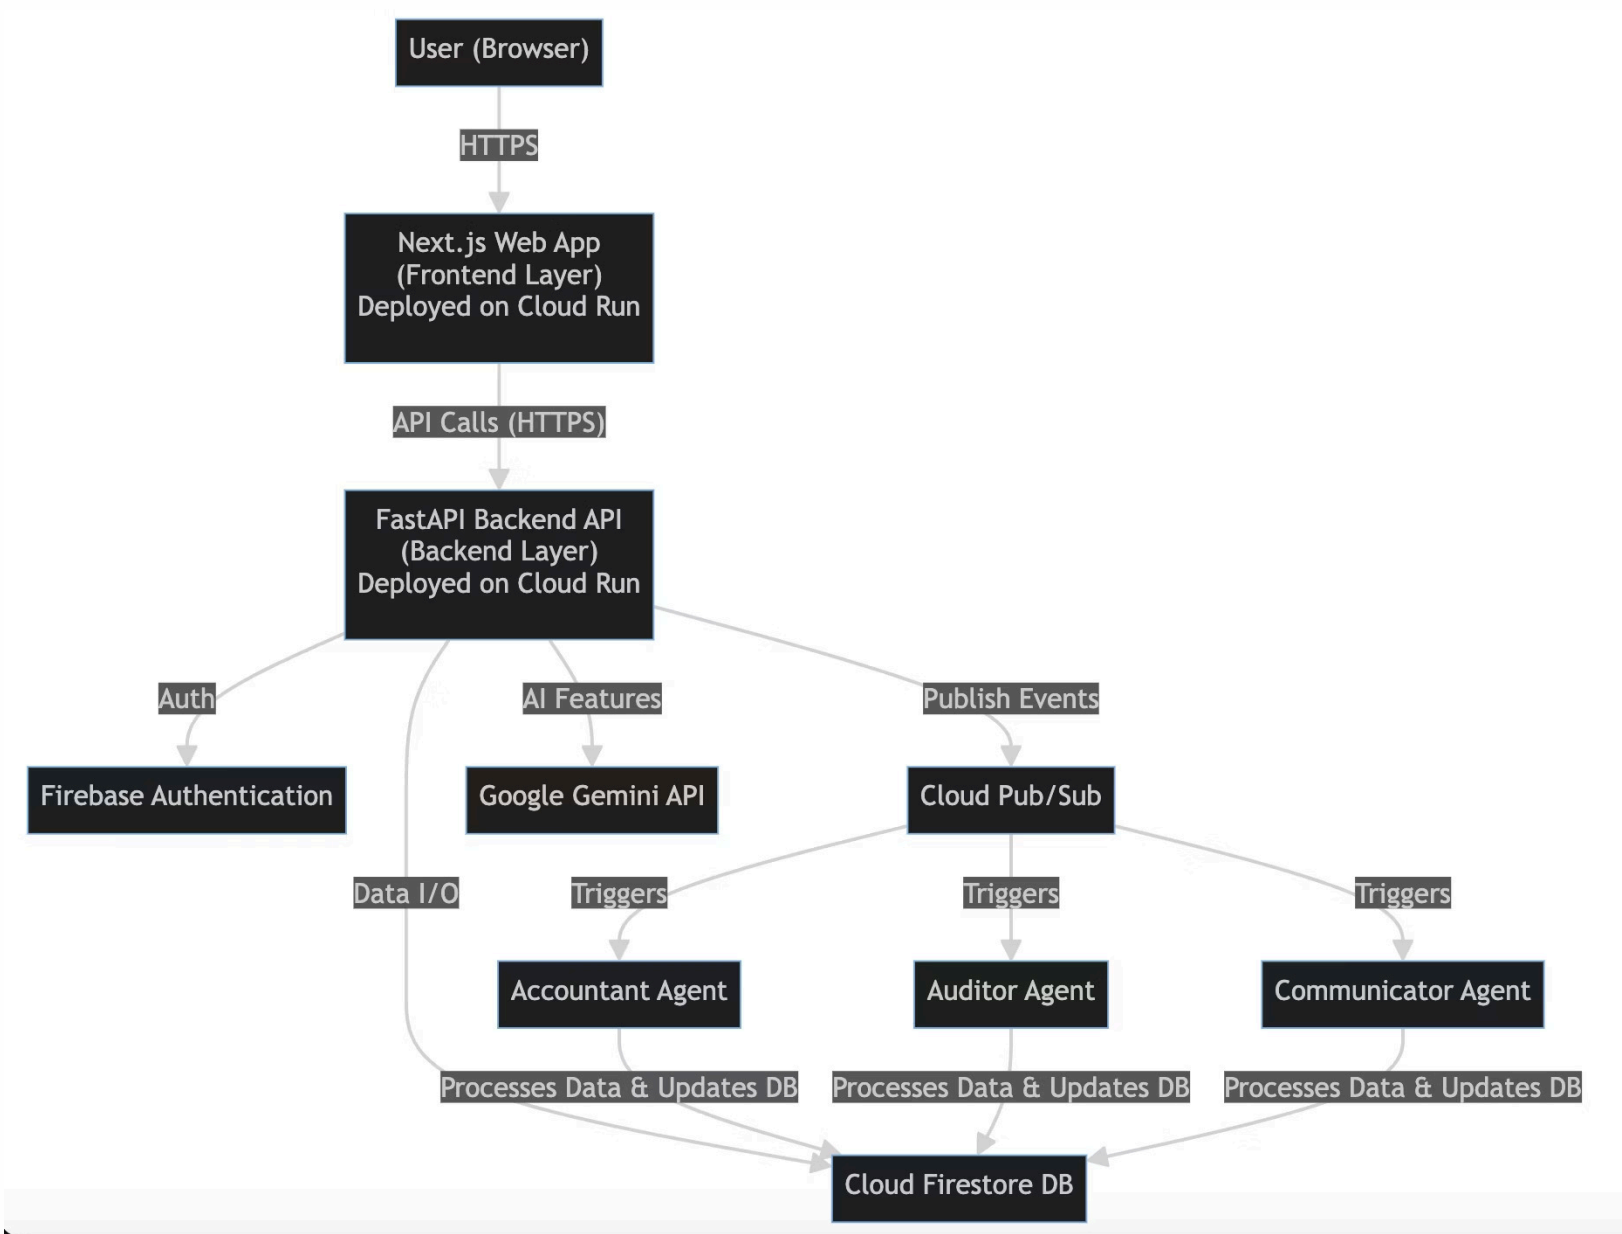 User (Browser)
HTTPS
Next.js Web App
(Frontend Layer)
Deployed on Cloud Run
API Calls (HTTPS)
FastAPI Backend API
(Backend Layer)
Deployed on Cloud Run
Auth
AI Features
Publish Events
Firebase Authentication
Google Gemini API
Cloud Pub/Sub
Data I/O
Triggers
Triggers
Triggers
Accountant Agent
Auditor Agent
Communicator Agent
Processes Data & Updates DB
Processes Data & Updates DB
Processes Data & Updates DB
Cloud Firestore DB